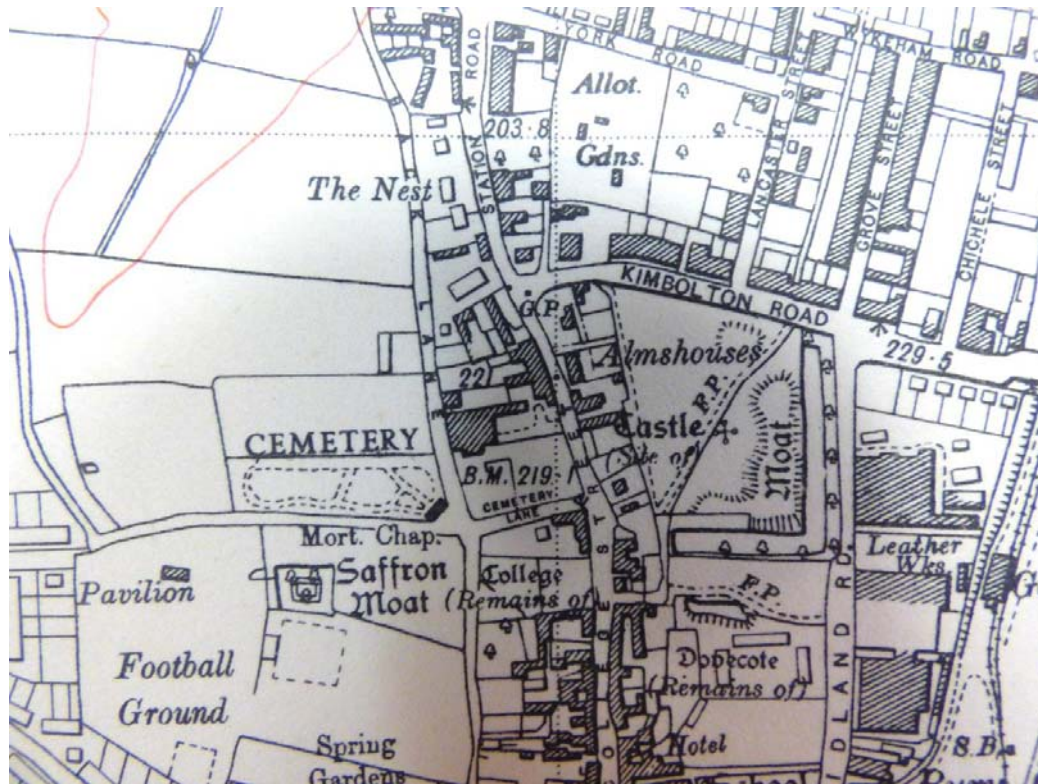 YORK ROAD
WYKEHAM ROAD
ROAD
STATION
203·8
Allot.
Gdns.
LANCASTER STREET
GROVE STREET
CHICHELE STREET
The Nest
KIMBOLTON ROAD
G.P.
Almshouses
229·5
22
F.P.
Castle
(Site of)
Moat
CEMETERY
B.M. 219
CEMETERY
LANE
Mort. Chap.
Saffron
Moat
College
(Remains of)
Leather
Wks
Pavilion
F.P.
Football
Ground
Dovecote
(Remains of)
Hotel
S.B.
Spring
Gardens